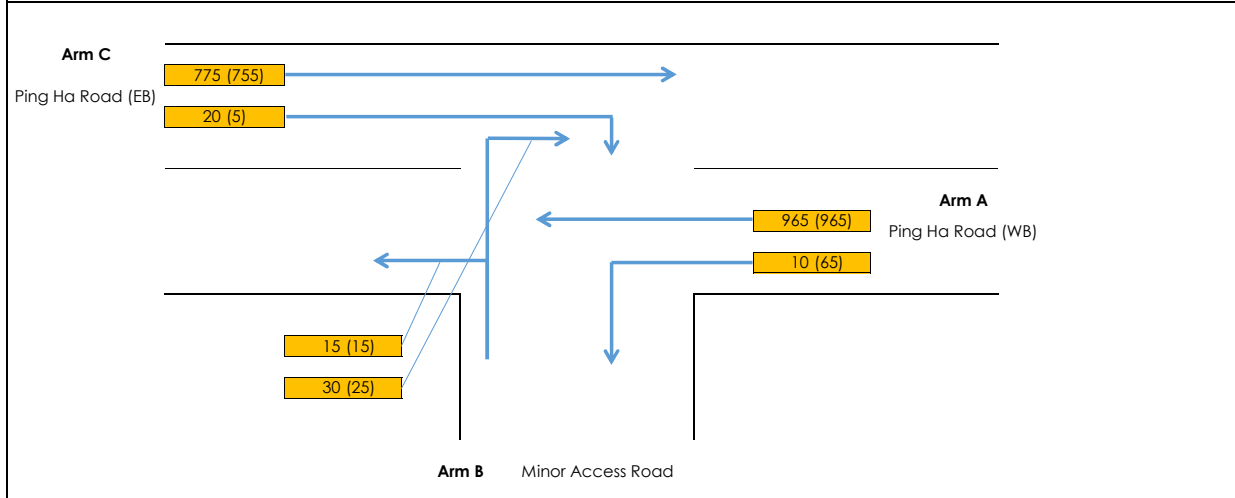 Arm C
775 (755)
Ping Ha Road (EB)
20 (5)
Arm A
965 (965)
Ping Ha Road (WB)
10 (65)
15 (15)
30 (25)
Arm B Minor Access Road